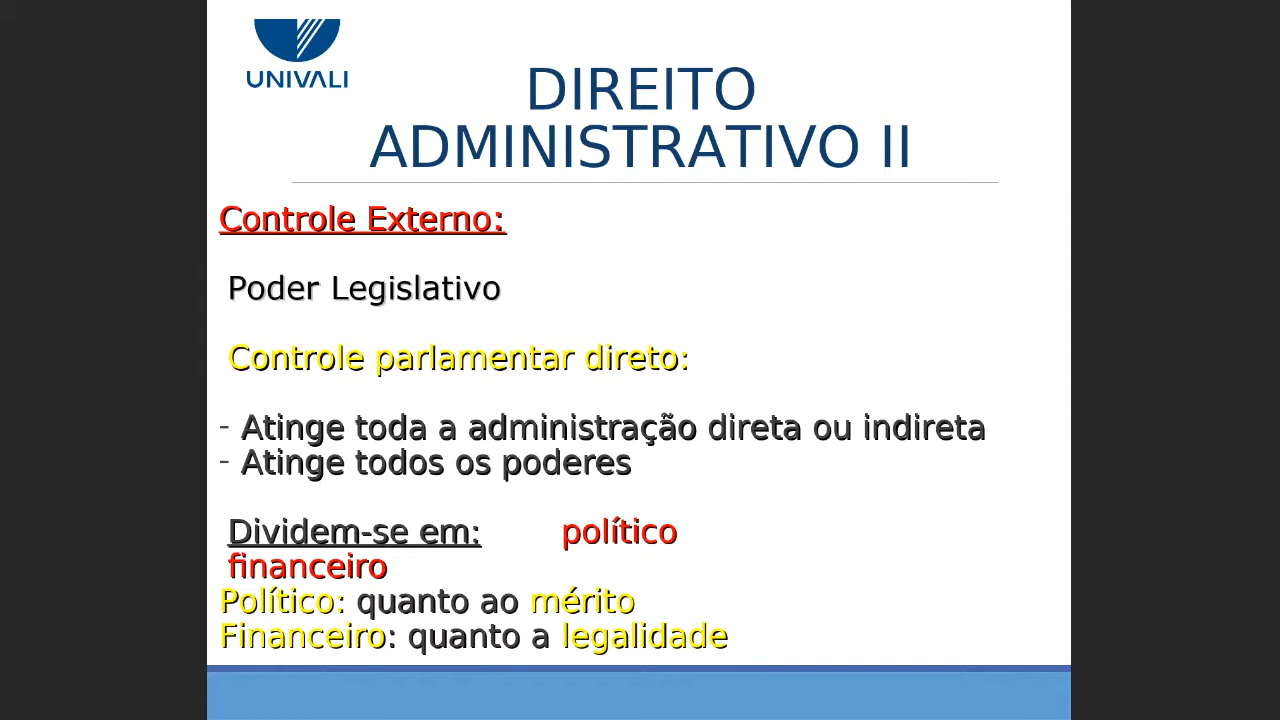 UNIVALI
DIREITO
ADMINISTRATIVO II
Controle Externo:
Poder Legislativo
Controle parlamentar direto:
- Atinge toda a administração direta ou indireta
- Atinge todos os poderes
Dividem-se em: político
financeiro
Político: quanto ao mérito
Financeiro: quanto a legalidade